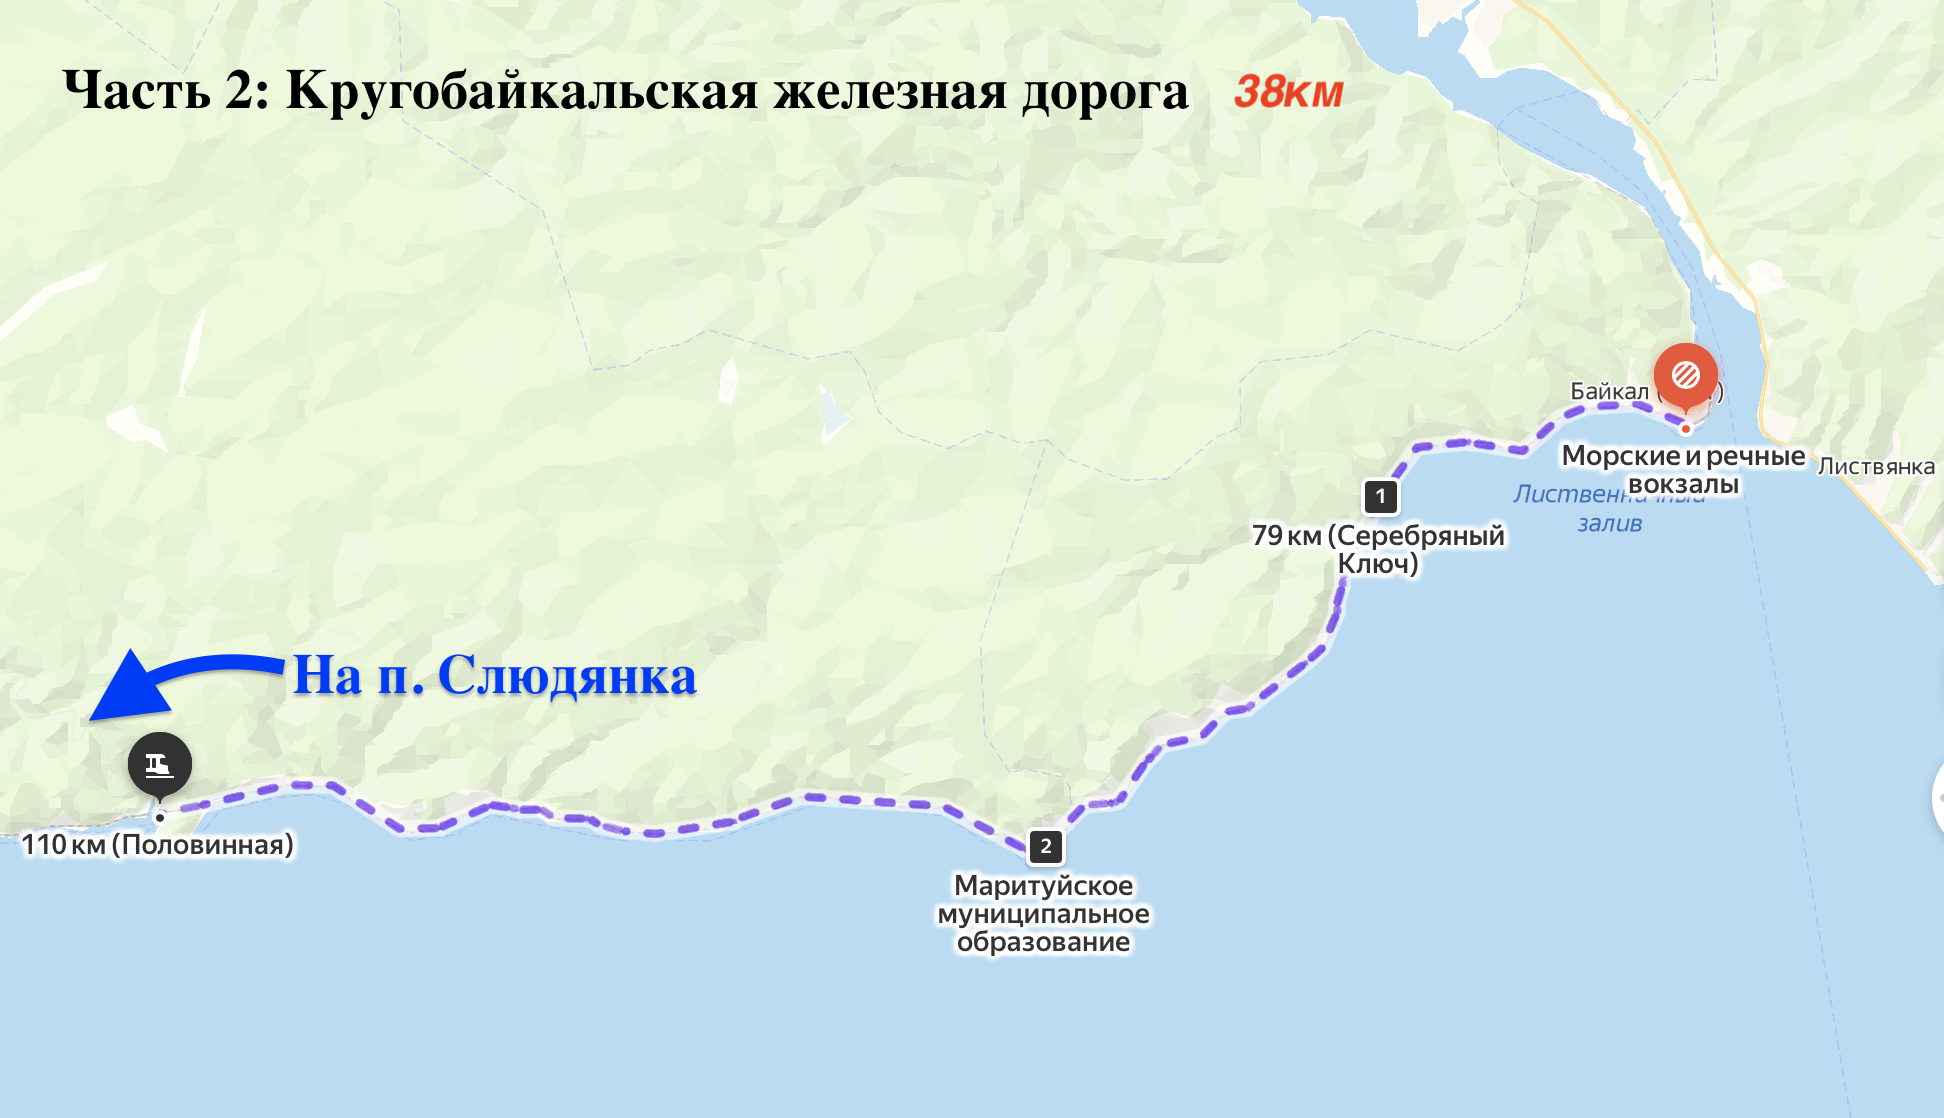 Часть 2: Кругобайкальская железная дорога 38км
Байкал
Морские и речные
вокзалы
Листвянка
Лиственничный
залив
1
79 км (Серебряный
Ключ)
На п. Слюдянка
110 км (Половинная)
2
Маритуйское
муниципальное
образование